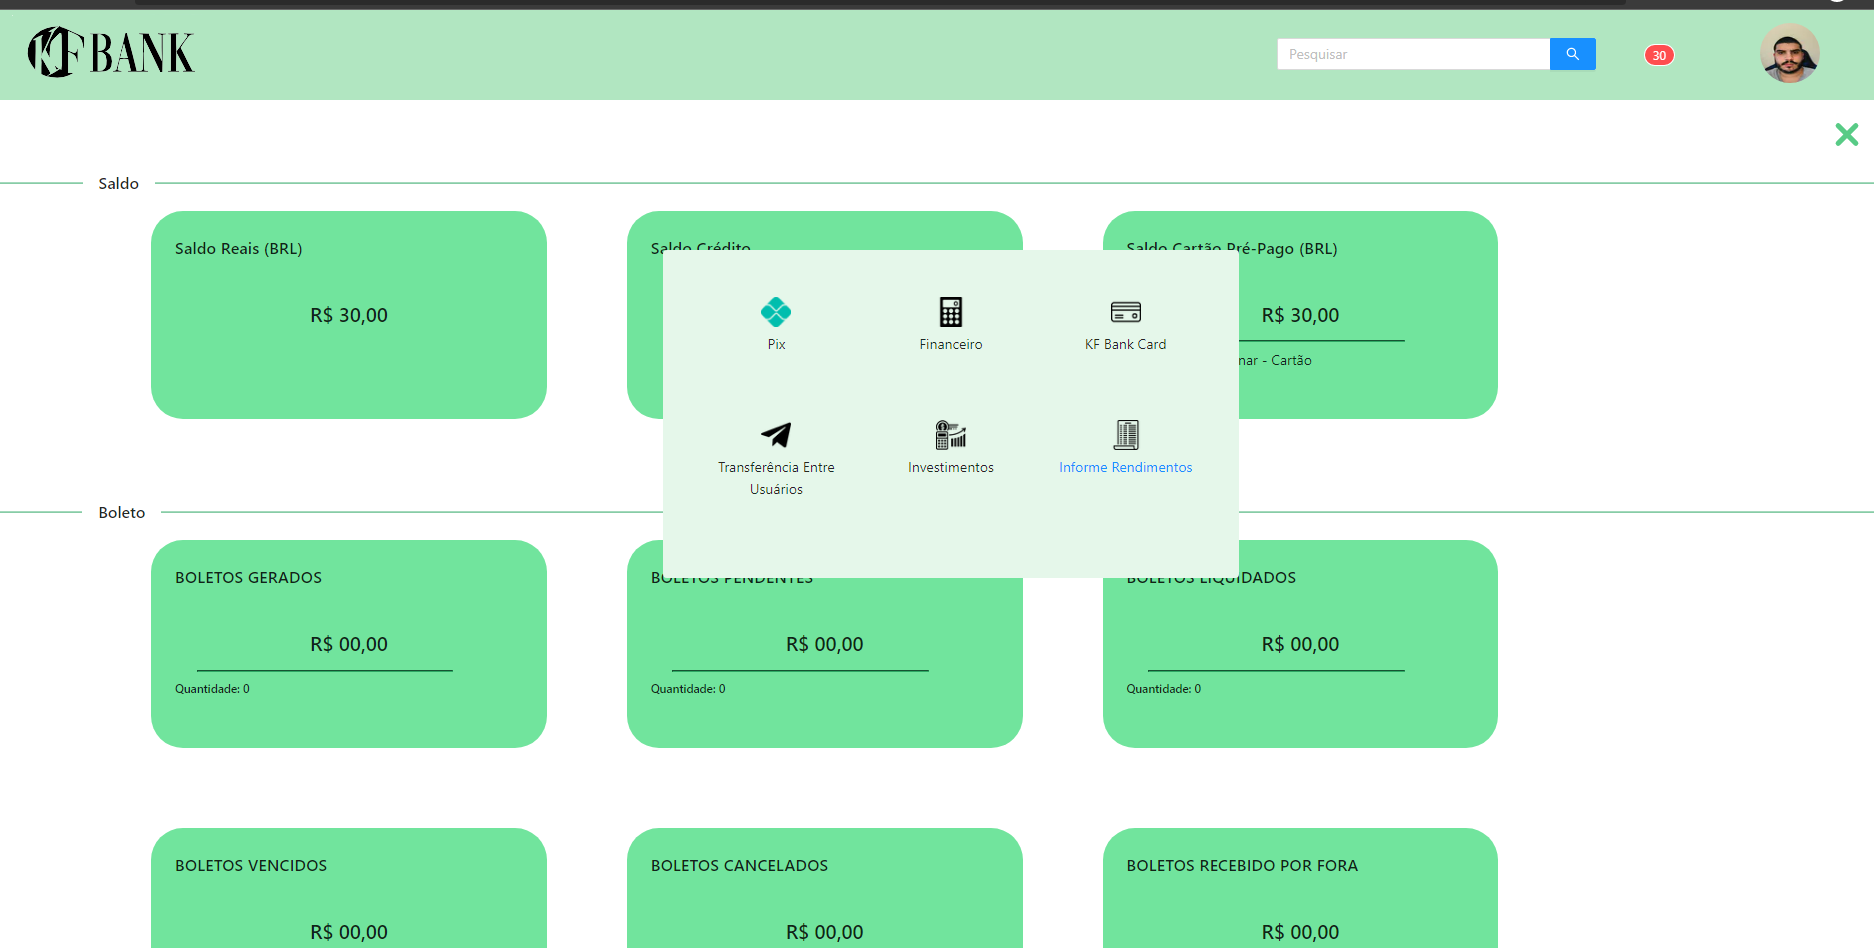 KF BANK
Pesquisar
30
Saldo
Saldo Reais (BRL)
R$ 30,00
Saldo Crédito
Saldo Cartão Pré-Pago (BRL)
R$ 30,00
- Cartão
Pix
Financeiro
KF Bank Card
Transferência Entre
Usuários
Investimentos
Informe Rendimentos
Boleto
BOLETOS GERADOS
R$ 00,00
Quantidade: 0
BOLETOS PENDENTES
R$ 00,00
Quantidade: 0
BOLETOS LIQUIDADOS
R$ 00,00
Quantidade: 0
BOLETOS VENCIDOS
R$ 00,00
BOLETOS CANCELADOS
R$ 00,00
BOLETOS RECEBIDO POR FORA
R$ 00,00